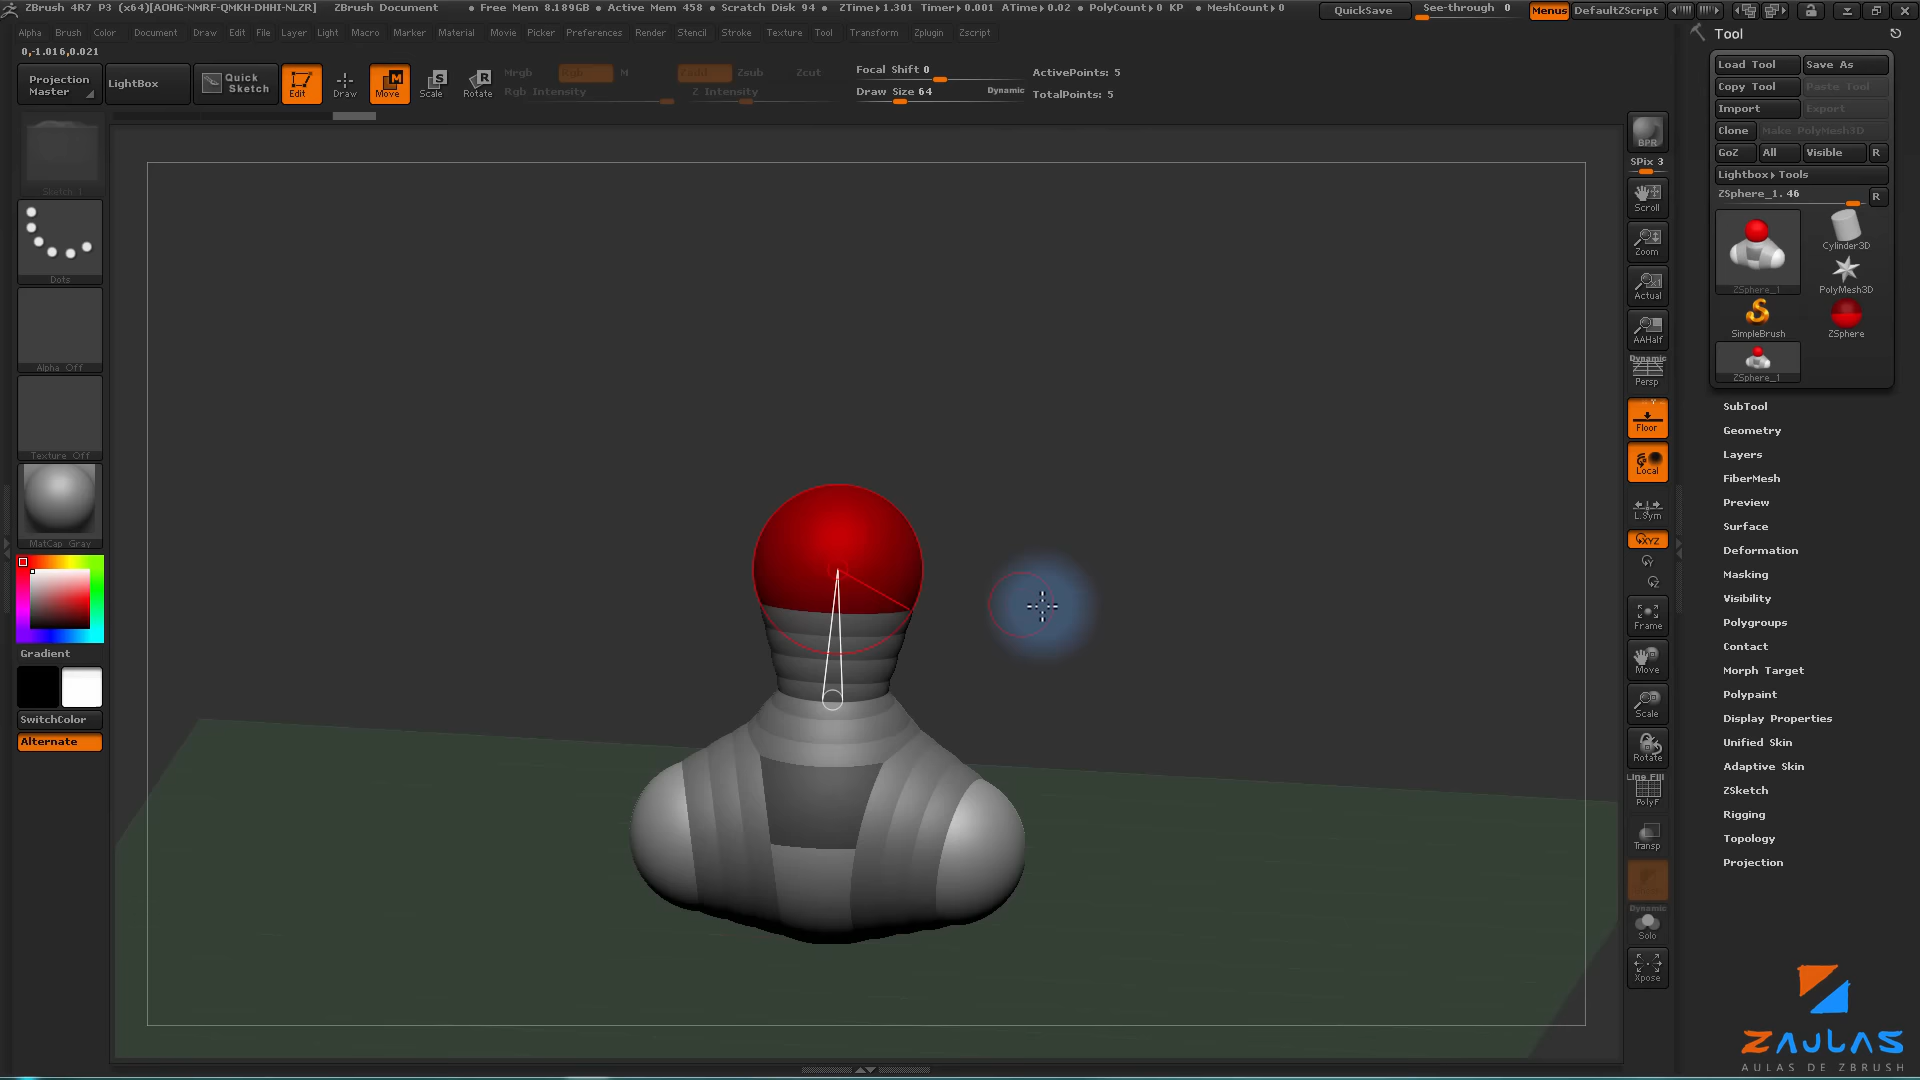 ZBrush 4R7 P3 (x64)[AOHG-NMRF-QMKH-DHHI-NLZR] ZBrush Document • Free Mem 8.189GB • Active Mem 458 • Scratch Disk 94 • ZTime▸1.301 Timer▸0.001 ATime▸0.02 • PolyCount▸0 KP • MeshCount▸0 QuickSave See-through 0 Menus DefaultZScript
Alpha Brush Color Document Draw Edit File Layer Light Macro Marker Material Movie Picker Preferences Render Stencil Stroke Texture Tool Transform Zplugin Zscript
0,-1.016,0.021
Projection Master
LightBox
Quick Sketch
Edit
Draw
Move
Scale
Rotate
Mrgb Rgb M
Rgb Intensity
Zadd Zsub Zcut
Z Intensity
Focal Shift 0
Draw Size 64
Dynamic
ActivePoints: 5
TotalPoints: 5
Sketch 1
Dots
Alpha Off
Texture Off
MatCap Gray
Gradient
SwitchColor
Alternate
BPR
SPix 3
Scroll
Zoom
Actual
AAHalf
Dynamic
Persp
Floor
Local
L.Sym
XYZ
Y
Z
Frame
Move
Scale
Rotate
Line Fill
PolyF
Transp
Dynamic
Solo
Xpose
Tool
Load Tool Save As
Copy Tool Paste Tool
Import Export
Clone Make PolyMesh3D
GoZ All Visible R
Lightbox▸Tools
ZSphere_1. 46 R
ZSphere_1
Cylinder3D
PolyMesh3D
SimpleBrush
ZSphere
ZSphere_1
SubTool
Geometry
Layers
FiberMesh
Preview
Surface
Deformation
Masking
Visibility
Polygroups
Contact
Morph Target
Polypaint
Display Properties
Unified Skin
Adaptive Skin
ZSketch
Rigging
Topology
Projection
ZAULAS
AULAS DE ZBRUSH